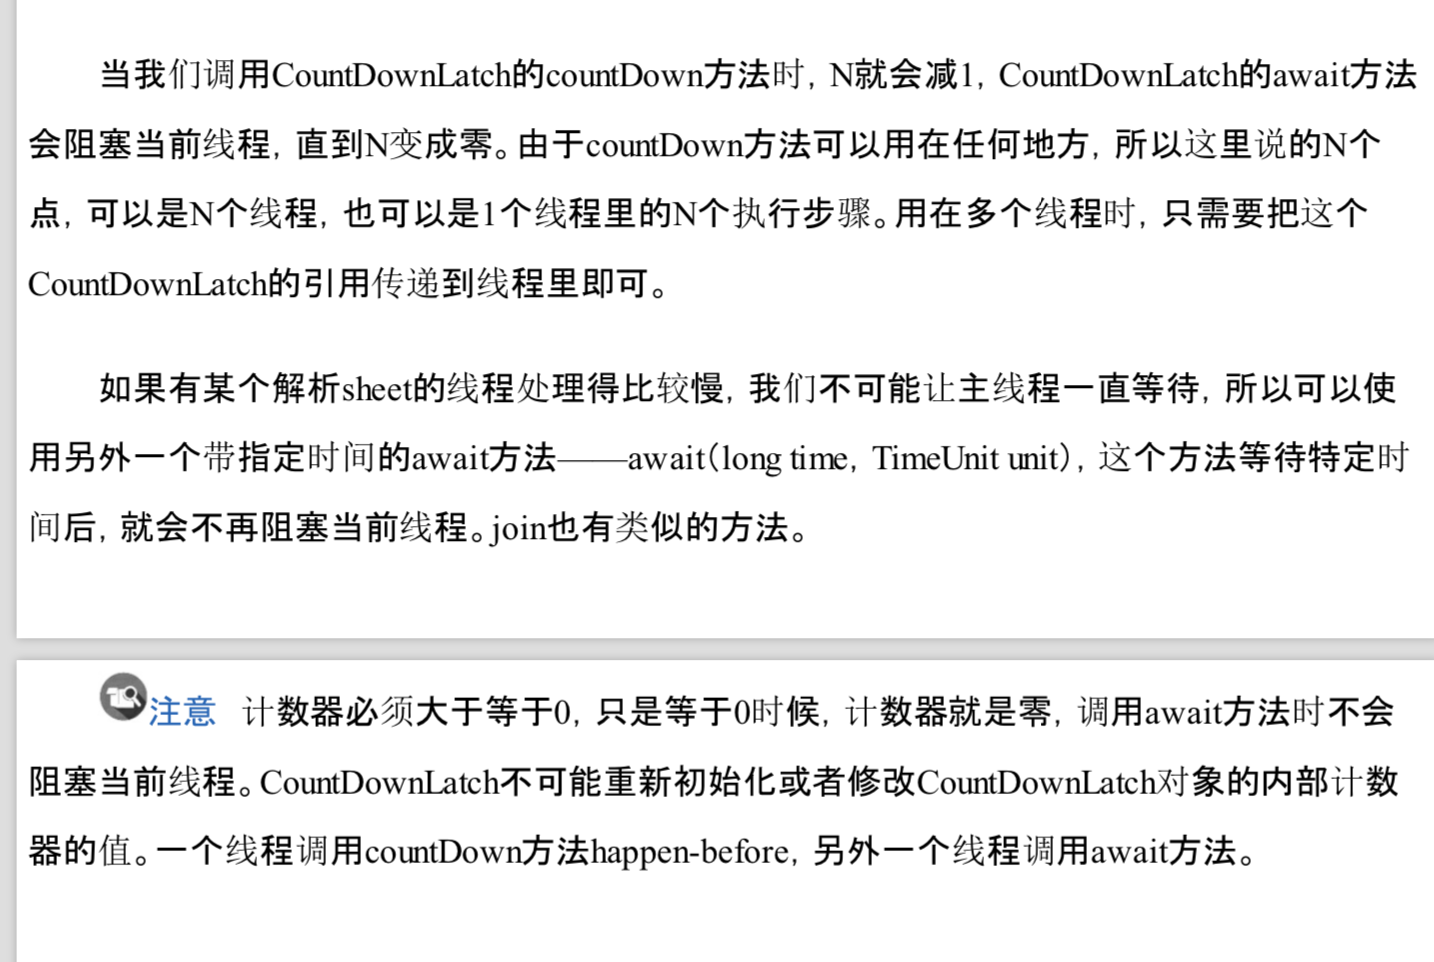 当我们调用CountDownLatch的countDown方法时，N就会减1，CountDownLatch的await方法
会阻塞当前线程，直到N变成零。由于countDown方法可以用在任何地方，所以这里说的N个
点，可以是N个线程，也可以是1个线程里的N个执行步骤。用在多个线程时，只需要把这个
CountDownLatch的引用传递到线程里即可。
如果有某个解析sheet的线程处理得比较慢，我们不可能让主线程一直等待，所以可以使
用另外一个带指定时间的await方法——await(long time，TimeUnit unit)，这个方法等待特定时
间后，就会不再阻塞当前线程。join也有类似的方法。
注意 计数器必须大于等于0，只是等于0时候，计数器就是零，调用await方法时不会
阻塞当前线程。CountDownLatch不可能重新初始化或者修改CountDownLatch对象的内部计数
器的值。一个线程调用countDown方法happen-before，另外一个线程调用await方法。